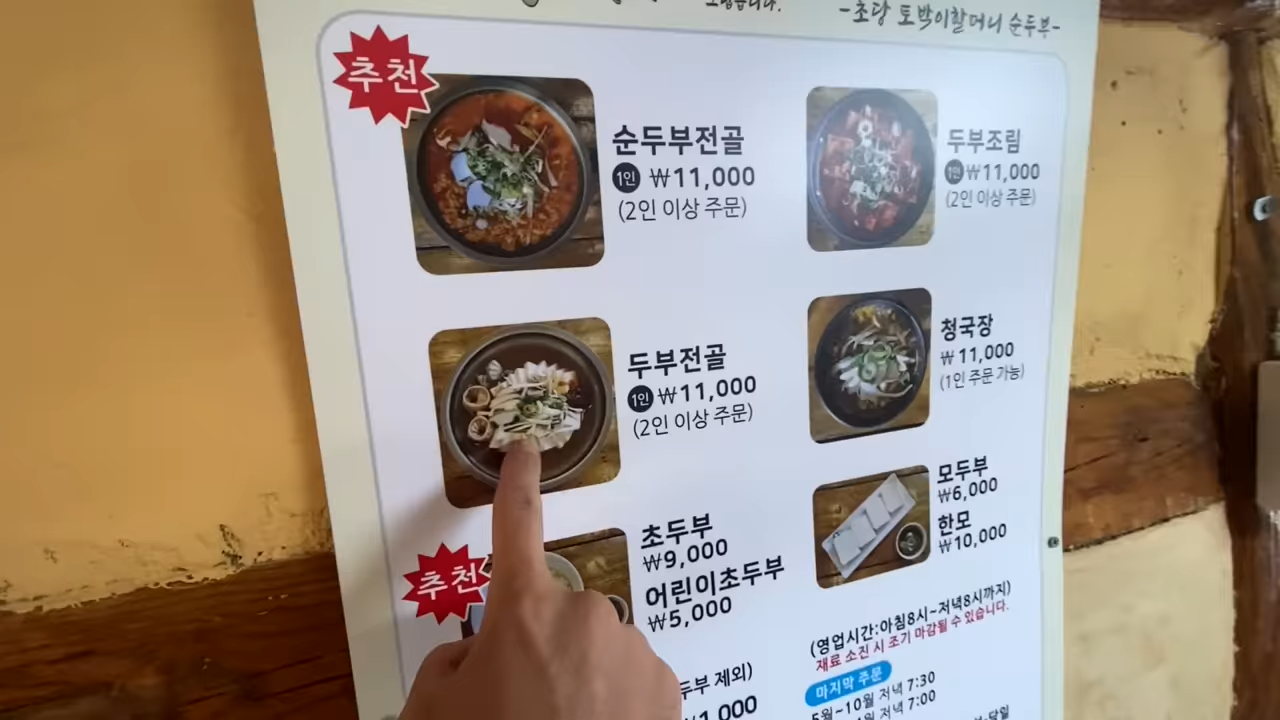 -초당 토박이할머니 순두부-
추천
순두부전골
1인 ₩11,000
(2인 이상 주문)
두부조림
1인 ₩11,000
(2인 이상 주문)
두부전골
1인 ₩11,000
(2인 이상 주문)
청국장
₩11,000
(1인 주문 가능)
추천
초두부
₩9,000
어린이초두부
₩5,000
모두부
₩6,000
한모
₩10,000
두부 제외)
₩1,000
(영업시간:아침8시~저녁8시까지)
재료 소진 시 조기 마감될 수 있습니다.
마지막 주문
5월~10월 저녁 7:30
저녁 7:00